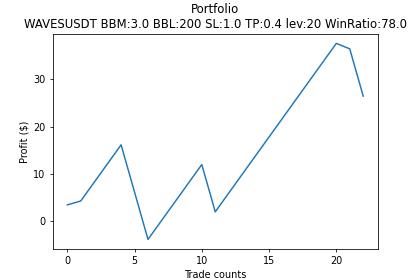 Portfolio
WAVESUSDT BBM:3.0 BBL:200 SL:1.0 TP:0.4 lev:20 WinRatio:78.0
30
20
10
0
Profit ($)
0 5 10 15 20
Trade counts